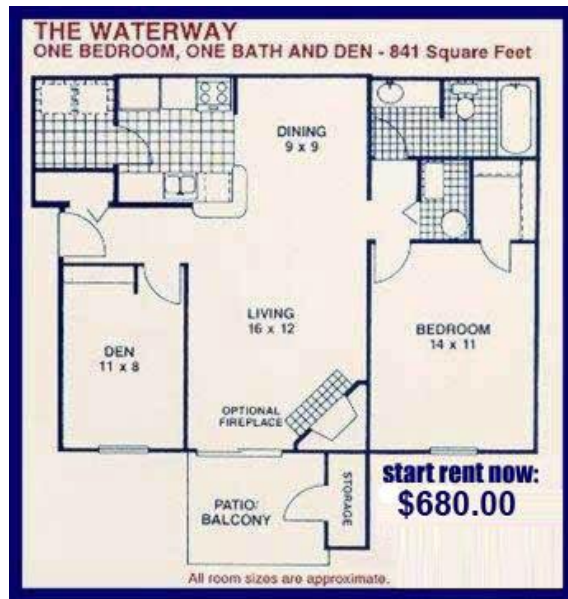 THE WATERWAY
ONE BEDROOM, ONE BATH AND DEN - 841 Square Feet
DINING
9 x 9
LIVING
16 x 12
BEDROOM
14 x 11
DEN
11 x 8
OPTIONAL
FIREPLACE
start rent now:
$680.00
PATIO/
BALCONY
STORAGE
All room sizes are approximate.